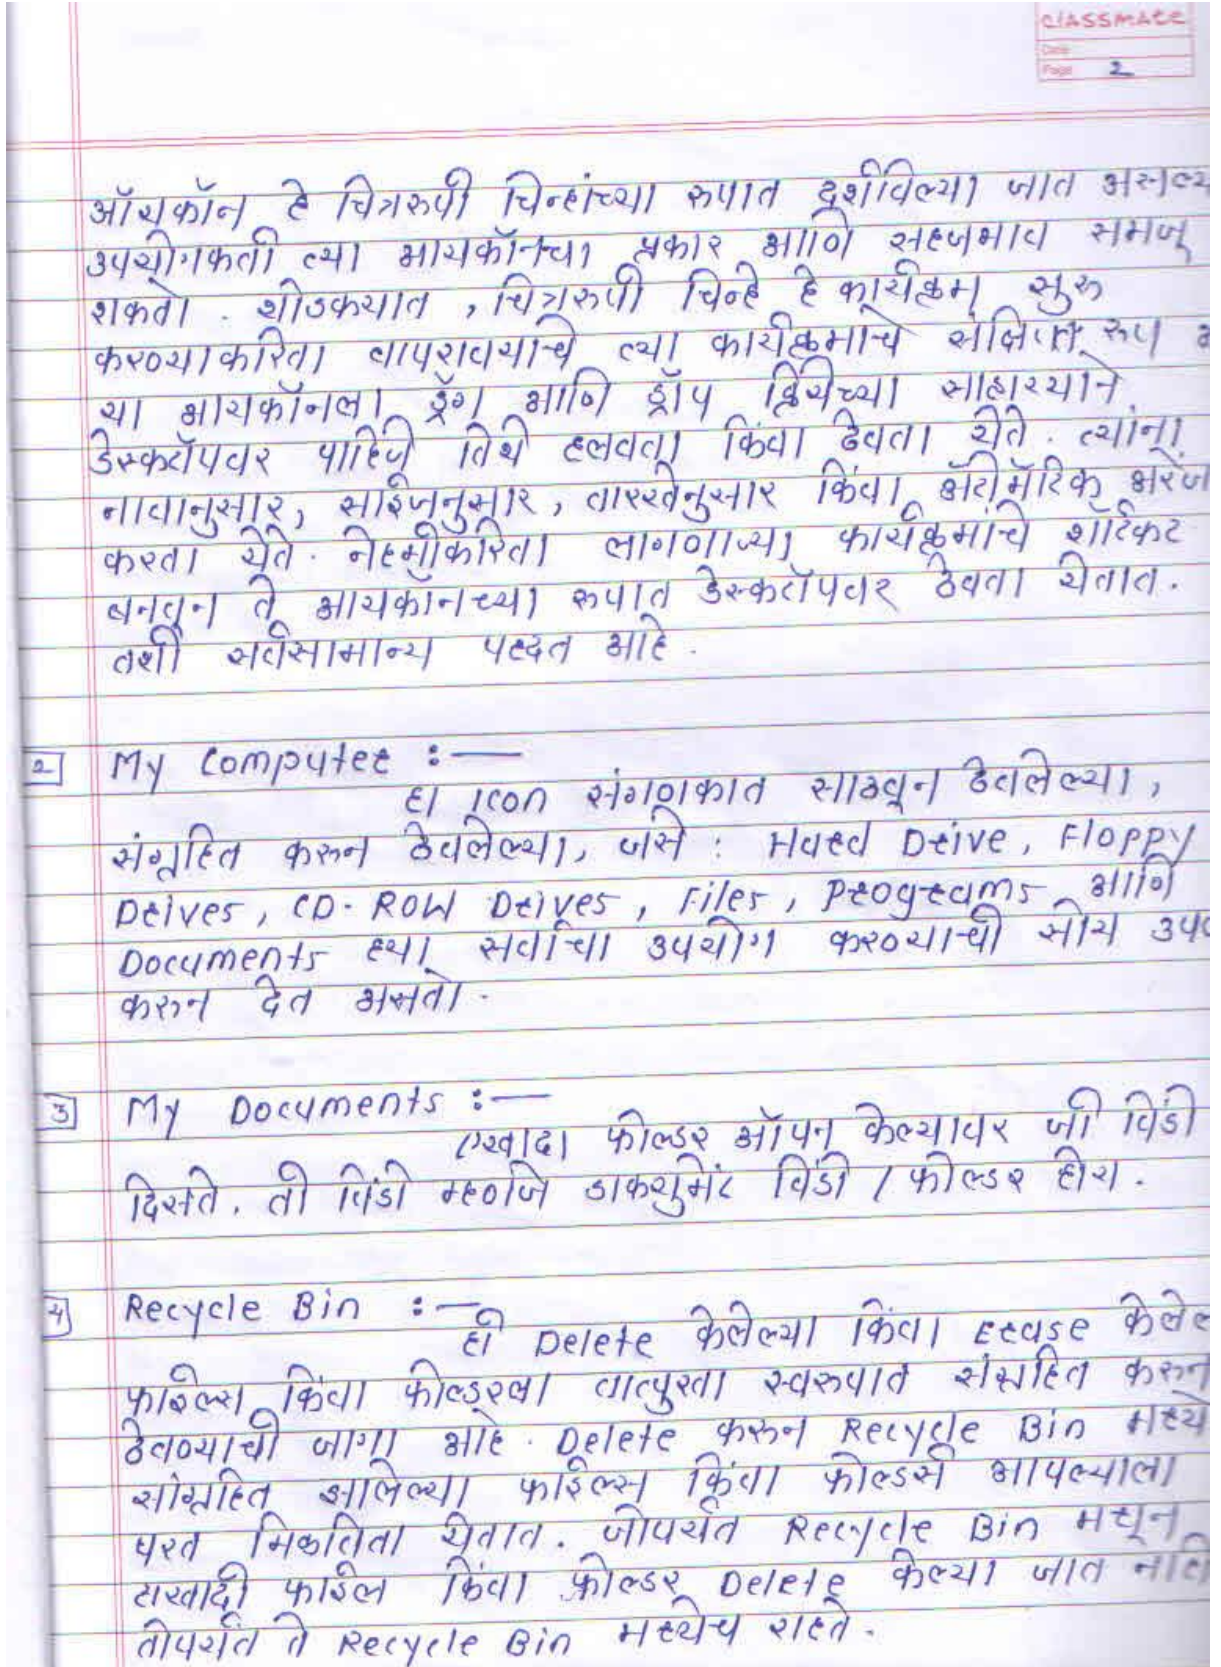 classmate
Date
Page 2
ऑयकॉन हे चित्ररुपी चिन्हांच्या रुपात दर्शविल्या जात
उपयोगकर्ता त्या आयकॉनचा प्रकार आणि सहजभाव समजू
शकतो. थोडक्यात, चित्ररुपी चिन्हे हे कार्यक्रम सुरु
करण्याकरिता वापरावयाचे त्या कार्यक्रमाचे संक्षिप्त रुप
या आयकॉनला ड्रॅग आणि ड्रॉप क्रियेच्या साहाय्याने
डेस्कटॉपवर पाहिजे तिथे हलवता किंवा ठेवता येते. त्यांना
नावानुसार, साईजनुसार, तारखेनुसार किंवा ॲटोमॅटिक अरेंज
करता येते. नेहमीकरिता लागणाऱ्या कार्यक्रमांचे शॉर्टकट
बनवून ते आयकॉनच्या रुपात डेस्कटॉपवर ठेवता येतात.
तशी सर्वसामान्य पध्दत आहे.
2 My Computer :—
हा Icon संगणकात साठवून ठेवलेल्या,
संग्रहित करुन ठेवलेल्या, जसे : Hard Drive, Floppy
Drives, CD-ROW Drives, Files, Programs आणि
Documents ह्या सर्वांचा उपयोग करण्याची सोय
करुन देत असतो.
3 My Documents :—
एखादा फोल्डर ऑपन केल्यावर जी विंडो
दिसते. ती विंडो म्हणजे डाक्युमेंट विंडो / फोल्डर होय.
4 Recycle Bin :—
ही Delete केलेल्या किंवा Erase
फाईल्स किंवा फोल्डरला तात्पुरता स्वरुपात संग्रहित करुन
ठेवण्याची जागा आहे. Delete करुन Recycle Bin मध्ये
संग्रहित झालेल्या फाईल्स किंवा फोल्डर्स आपल्याला
परत मिळविता येतात. जोपर्यंत Recycle Bin मधून
एखादी फाईल किंवा फोल्डर Delete केल्या जात नाही
तोपर्यंत ते Recycle Bin मध्येच राहते.